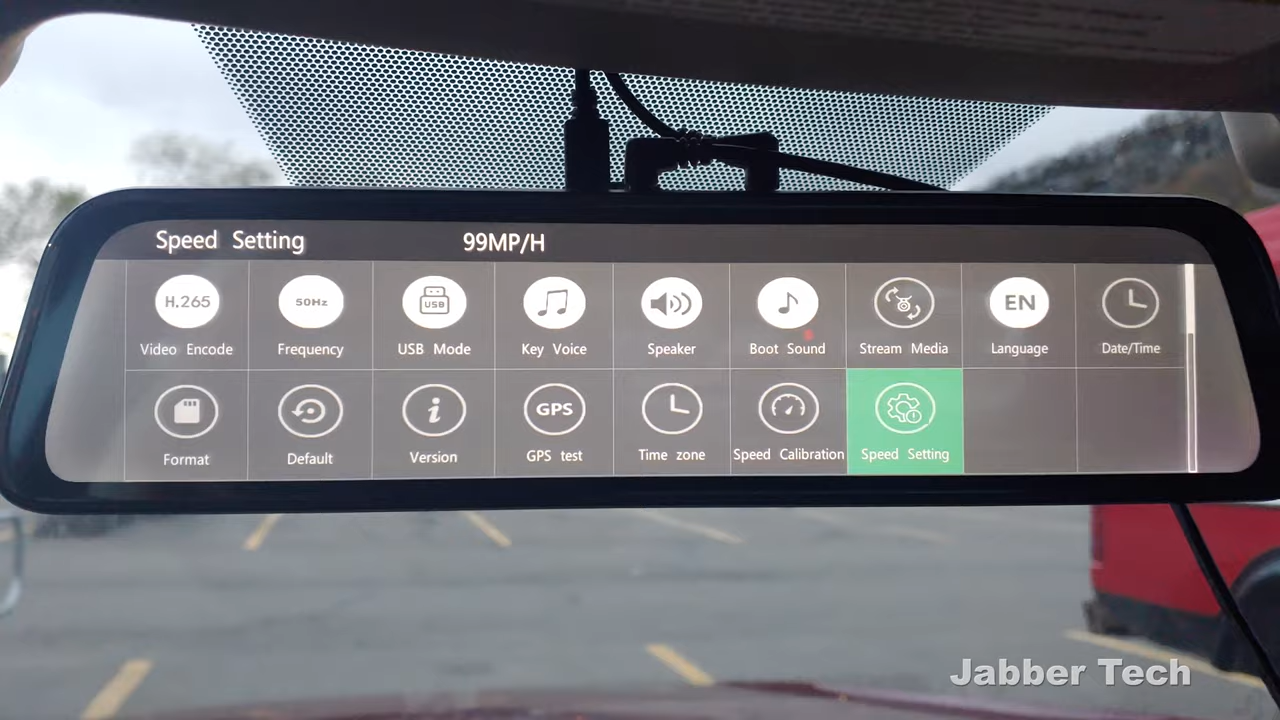 Speed Setting 99MP/H
H.265 50Hz USB EN
Video Encode Frequency USB Mode Key Voice Speaker Boot Sound Stream Media Language Date/Time
i GPS
Format Default Version GPS test Time zone Speed Calibration Speed Setting
Jabber Tech